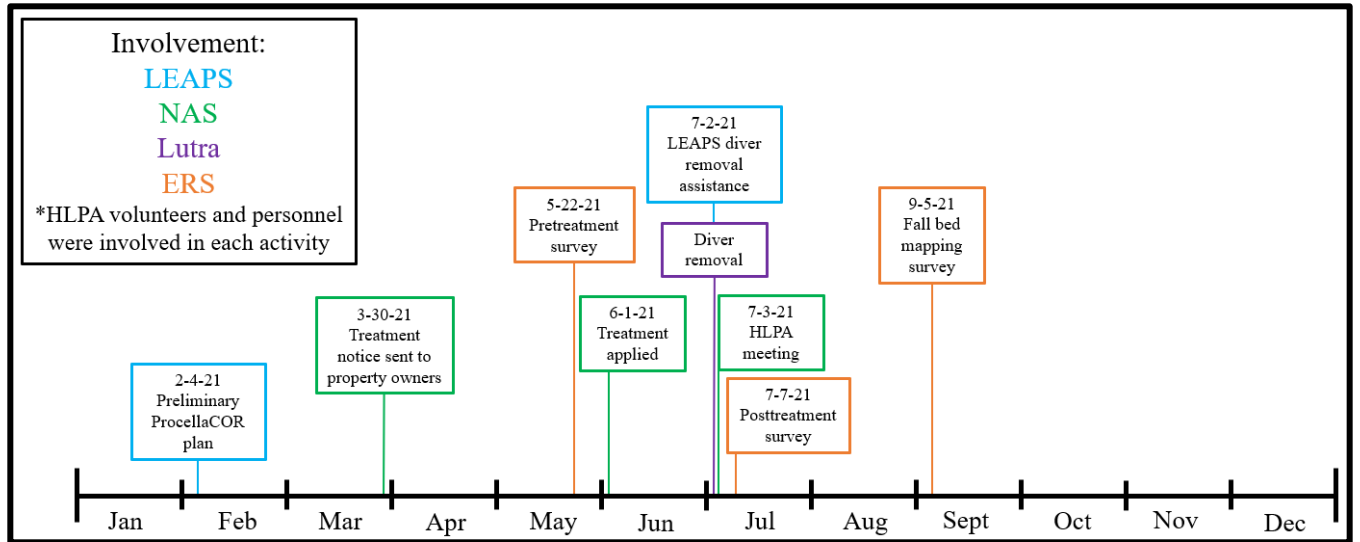 Involvement:
LEAPS
NAS
Lutra
ERS
*HLPA volunteers and personnel
were involved in each activity
2-4-21
Preliminary
ProcellaCOR
plan
3-30-21
Treatment
notice sent to
property owners
5-22-21
Pretreatment
survey
6-1-21
Treatment
applied
7-2-21
LEAPS diver
removal
assistance
Diver
removal
7-3-21
HLPA
meeting
7-7-21
Posttreatment
survey
9-5-21
Fall bed
mapping
survey
Jan Feb Mar Apr May Jun Jul Aug Sept Oct Nov Dec